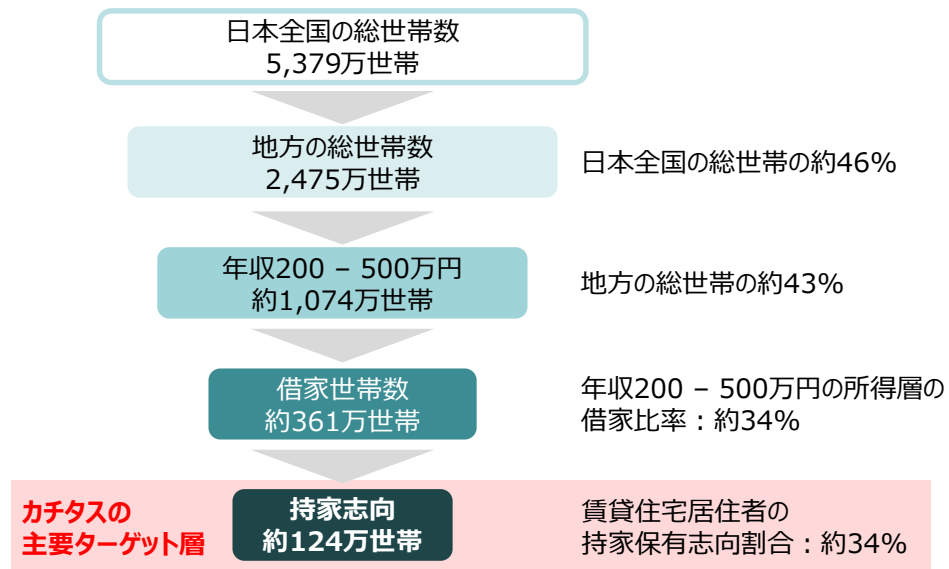 日本全国の総世帯数
5,379万世帯
地方の総世帯数
2,475万世帯
日本全国の総世帯の約46%
年収200 – 500万円
約1,074万世帯
地方の総世帯の約43%
借家世帯数
約361万世帯
年収200 – 500万円の所得層の
借家比率：約34%
カチタスの
主要ターゲット層
持家志向
約124万世帯
賃貸住宅居住者の
持家保有志向割合：約34%